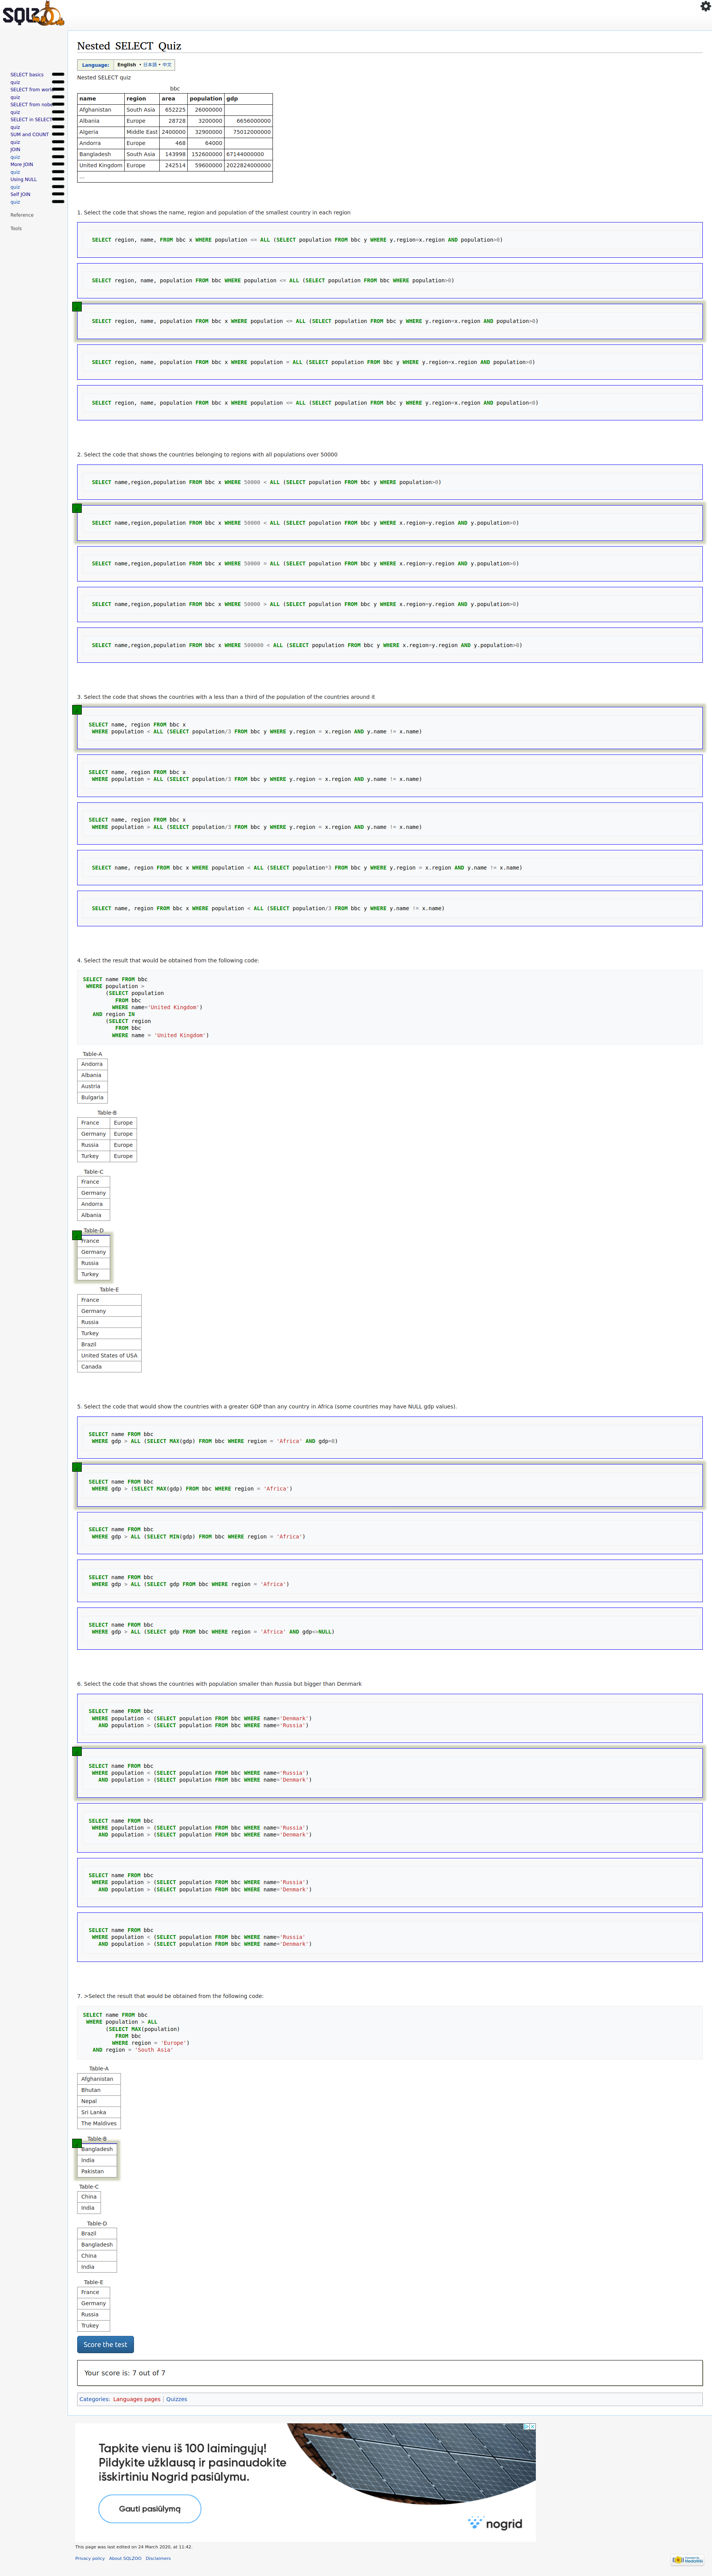 SQLZOO
Nested SELECT Quiz
Language: English • 日本語 • 中文
SELECT basics
quiz
SELECT from world
quiz
SELECT from nobel
quiz
SELECT in SELECT
quiz
SUM and COUNT
quiz
JOIN
quiz
More JOIN
quiz
Using NULL
quiz
Self JOIN
quiz
Reference
Tools
Nested SELECT quiz
bbc
name region area population gdp
Afghanistan South Asia 652225 26000000
Albania Europe 28728 3200000 6656000000
Algeria Middle East 2400000 32900000 75012000000
Andorra Europe 468 64000
Bangladesh South Asia 143998 152600000 67144000000
United Kingdom Europe 242514 59600000 2022824000000
...
1. Select the code that shows the name, region and population of the smallest country in each region
SELECT region, name, FROM bbc x WHERE population <= ALL (SELECT population FROM bbc y WHERE y.region=x.region AND population>0)
SELECT region, name, population FROM bbc WHERE population <= ALL (SELECT population FROM bbc WHERE population>0)
SELECT region, name, population FROM bbc x WHERE population <= ALL (SELECT population FROM bbc y WHERE y.region=x.region AND population>0)
SELECT region, name, population FROM bbc x WHERE population = ALL (SELECT population FROM bbc y WHERE y.region=x.region AND population>0)
SELECT region, name, population FROM bbc x WHERE population <= ALL (SELECT population FROM bbc y WHERE y.region=x.region AND population<0)
2. Select the code that shows the countries belonging to regions with all populations over 50000
SELECT name,region,population FROM bbc x WHERE 50000 < ALL (SELECT population FROM bbc y WHERE population>0)
SELECT name,region,population FROM bbc x WHERE 50000 < ALL (SELECT population FROM bbc y WHERE x.region=y.region AND y.population>0)
SELECT name,region,population FROM bbc x WHERE 50000 = ALL (SELECT population FROM bbc y WHERE x.region=y.region AND y.population>0)
SELECT name,region,population FROM bbc x WHERE 50000 > ALL (SELECT population FROM bbc y WHERE x.region=y.region AND y.population>0)
SELECT name,region,population FROM bbc x WHERE 500000 < ALL (SELECT population FROM bbc y WHERE x.region=y.region AND y.population>0)
3. Select the code that shows the countries with a less than a third of the population of the countries around it
SELECT name, region FROM bbc x
WHERE population < ALL (SELECT population/3 FROM bbc y WHERE y.region = x.region AND y.name != x.name)
SELECT name, region FROM bbc x
WHERE population = ALL (SELECT population/3 FROM bbc y WHERE y.region = x.region AND y.name != x.name)
SELECT name, region FROM bbc x
WHERE population > ALL (SELECT population/3 FROM bbc y WHERE y.region = x.region AND y.name != x.name)
SELECT name, region FROM bbc x WHERE population < ALL (SELECT population*3 FROM bbc y WHERE y.region = x.region AND y.name != x.name)
SELECT name, region FROM bbc x WHERE population < ALL (SELECT population/3 FROM bbc y WHERE y.name != x.name)
4. Select the result that would be obtained from the following code:
SELECT name FROM bbc
WHERE population >
(SELECT population
FROM bbc
WHERE name='United Kingdom')
AND region IN
(SELECT region
FROM bbc
WHERE name = 'United Kingdom')
Table-A
Andorra
Albania
Austria
Bulgaria
Table-B
France Europe
Germany Europe
Russia Europe
Turkey Europe
Table-C
France
Germany
Andorra
Albania
Table-D
France
Germany
Russia
Turkey
Table-E
France
Germany
Russia
Turkey
Brazil
United States of USA
Canada
5. Select the code that would show the countries with a greater GDP than any country in Africa (some countries may have NULL gdp values).
SELECT name FROM bbc
WHERE gdp > ALL (SELECT MAX(gdp) FROM bbc WHERE region = 'Africa' AND gdp=0)
SELECT name FROM bbc
WHERE gdp > (SELECT MAX(gdp) FROM bbc WHERE region = 'Africa')
SELECT name FROM bbc
WHERE gdp > ALL (SELECT MIN(gdp) FROM bbc WHERE region = 'Africa')
SELECT name FROM bbc
WHERE gdp > ALL (SELECT gdp FROM bbc WHERE region = 'Africa')
SELECT name FROM bbc
WHERE gdp > ALL (SELECT gdp FROM bbc WHERE region = 'Africa' AND gdp<>NULL)
6. Select the code that shows the countries with population smaller than Russia but bigger than Denmark
SELECT name FROM bbc
WHERE population < (SELECT population FROM bbc WHERE name='Denmark')
AND population > (SELECT population FROM bbc WHERE name='Russia')
SELECT name FROM bbc
WHERE population < (SELECT population FROM bbc WHERE name='Russia')
AND population > (SELECT population FROM bbc WHERE name='Denmark')
SELECT name FROM bbc
WHERE population = (SELECT population FROM bbc WHERE name='Russia')
AND population > (SELECT population FROM bbc WHERE name='Denmark')
SELECT name FROM bbc
WHERE population > (SELECT population FROM bbc WHERE name='Russia')
AND population > (SELECT population FROM bbc WHERE name='Denmark')
SELECT name FROM bbc
WHERE population < (SELECT population FROM bbc WHERE name='Russia'
AND population > (SELECT population FROM bbc WHERE name='Denmark')
7. >Select the result that would be obtained from the following code:
SELECT name FROM bbc
WHERE population > ALL
(SELECT MAX(population)
FROM bbc
WHERE region = 'Europe')
AND region = 'South Asia'
Table-A
Afghanistan
Bhutan
Nepal
Sri Lanka
The Maldives
Table-B
Bangladesh
India
Pakistan
Table-C
China
India
Table-D
Brazil
Bangladesh
China
India
Table-E
France
Germany
Russia
Trukey
Score the test
Your score is: 7 out of 7
Categories: Languages pages | Quizzes
Tapkite vienu iš 100 laimingųjų!
Pildykite užklausą ir pasinaudokite
išskirtiniu Nogrid pasiūlymu.
Gauti pasiūlymą
nogrid
This page was last edited on 24 March 2020, at 11:42.
Privacy policy About SQLZOO Disclaimers
MediaWiki